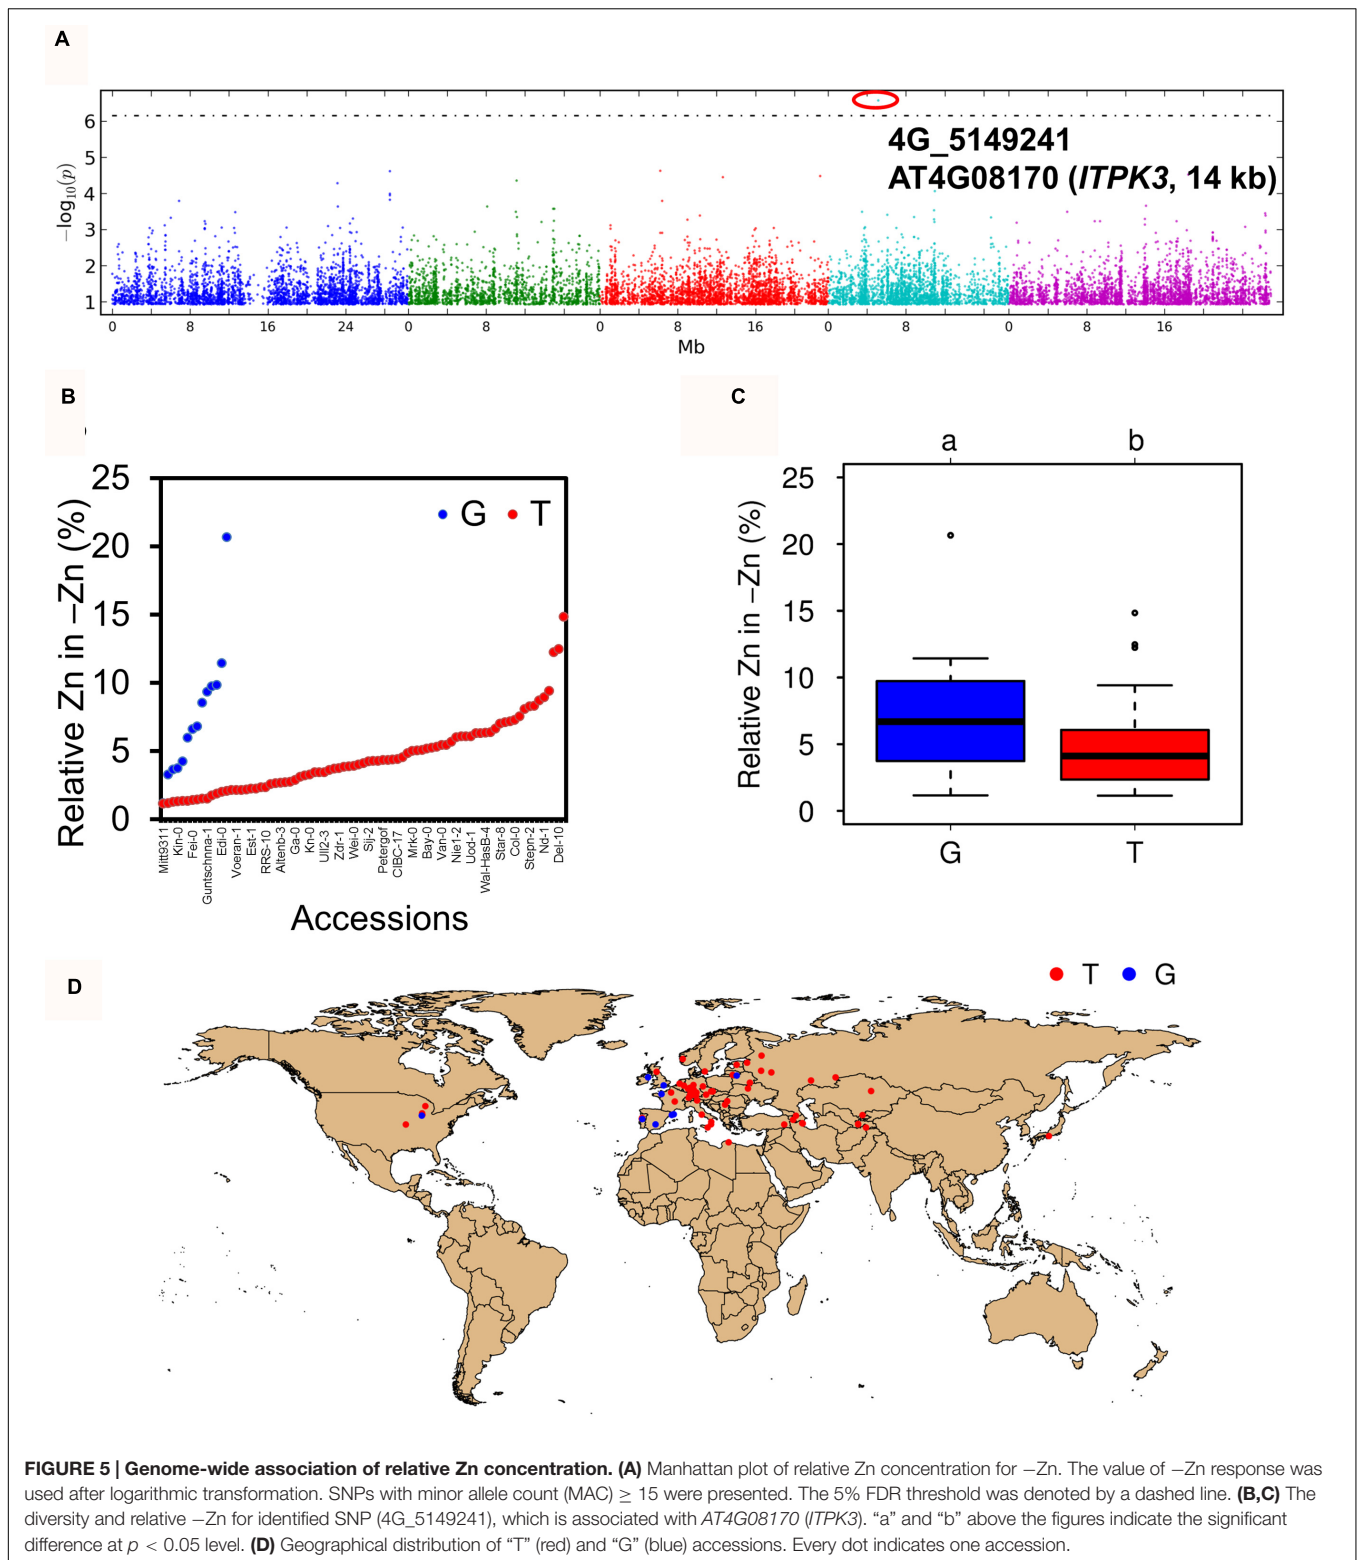 A
6
5
4
3
2
1
−log10(p)
4G_5149241
AT4G08170 (ITPK3, 14 kb)
0 8 16 24 0 8 0 8 16 0 8 0 8 16
Mb
B
25
20
15
10
5
0
Relative Zn in −Zn (%)
G T
Mitt9311
Kin-0
Fei-0
Guntschnna-1
Edi-0
Voeran-1
Est-1
RRS-10
Altenb-3
Ga-0
Kn-0
Ull2-3
Zdr-1
Wei-0
Sij-2
Petergof
CIBC-17
Mrk-0
Bay-0
Van-0
Nie1-2
Uod-1
Wal-HasB-4
Star-8
Col-0
Stepn-2
Nd-1
Del-10
Accessions
C
a b
25
20
15
10
5
0
Relative Zn in −Zn (%)
G T
D
T G
FIGURE 5 | Genome-wide association of relative Zn concentration. (A) Manhattan plot of relative Zn concentration for −Zn. The value of −Zn response was
used after logarithmic transformation. SNPs with minor allele count (MAC) ≥ 15 were presented. The 5% FDR threshold was denoted by a dashed line. (B,C) The
diversity and relative −Zn for identified SNP (4G_5149241), which is associated with AT4G08170 (ITPK3). “a” and “b” above the figures indicate the significant
difference at p < 0.05 level. (D) Geographical distribution of “T” (red) and “G” (blue) accessions. Every dot indicates one accession.